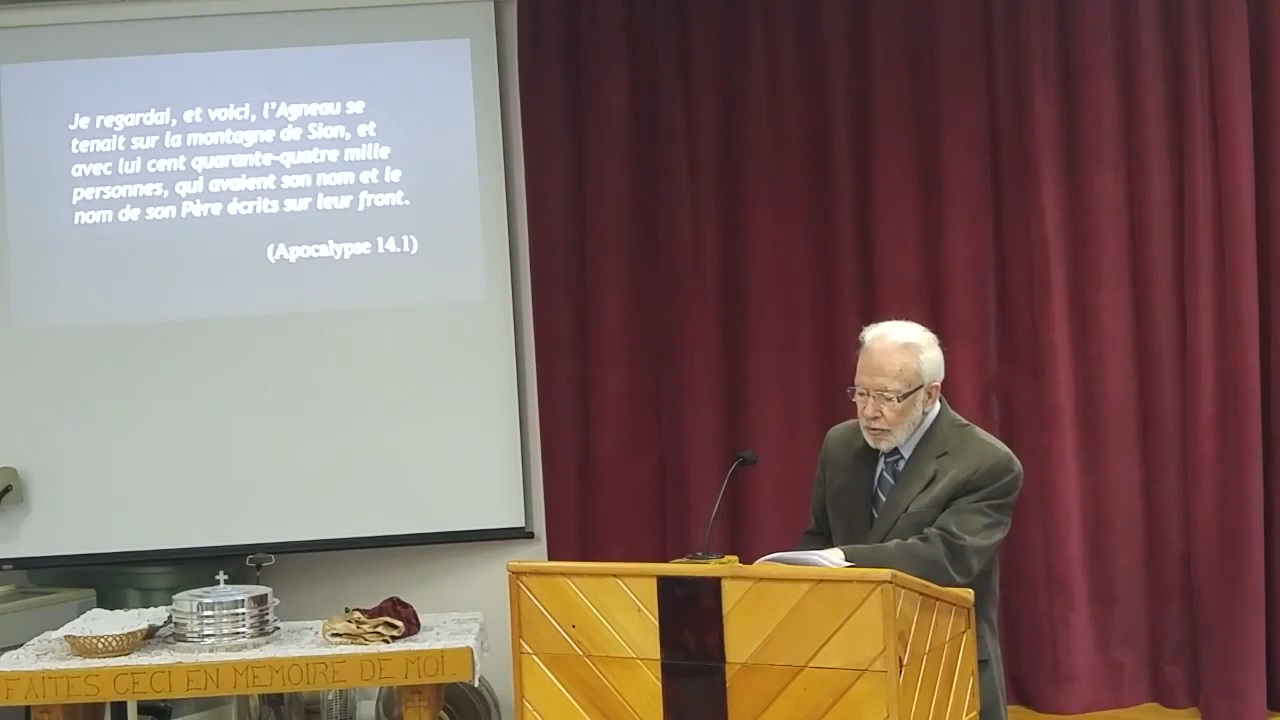 Je regardai, et voici, l'Agneau se
tenait sur la montagne de Sion, et
avec lui cent quarante-quatre mille
personnes, qui avaient son nom et le
nom de son Père écrits sur leur front.
(Apocalypse 14.1)
FAITES CECI EN MEMOIRE DE MOI